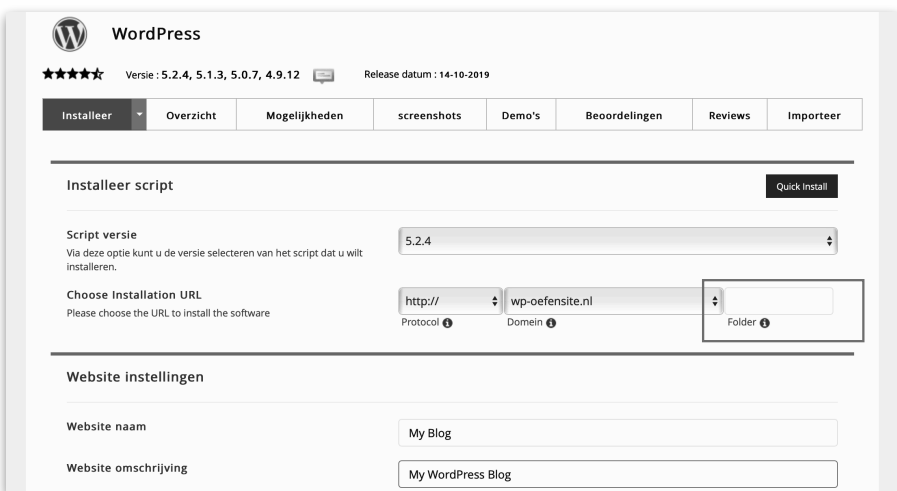 WordPress
Versie : 5.2.4, 5.1.3, 5.0.7, 4.9.12 Release datum : 14-10-2019
Installeer Overzicht Mogelijkheden screenshots Demo's Beoordelingen Reviews Importeer
Installeer script Quick Install
Script versie
Via deze optie kunt u de versie selecteren van het script dat u wilt
installeren.
5.2.4
Choose Installation URL
Please choose the URL to install the software
http:// wp-oefensite.nl
Protocol Domein Folder
Website instellingen
Website naam My Blog
Website omschrijving My WordPress Blog